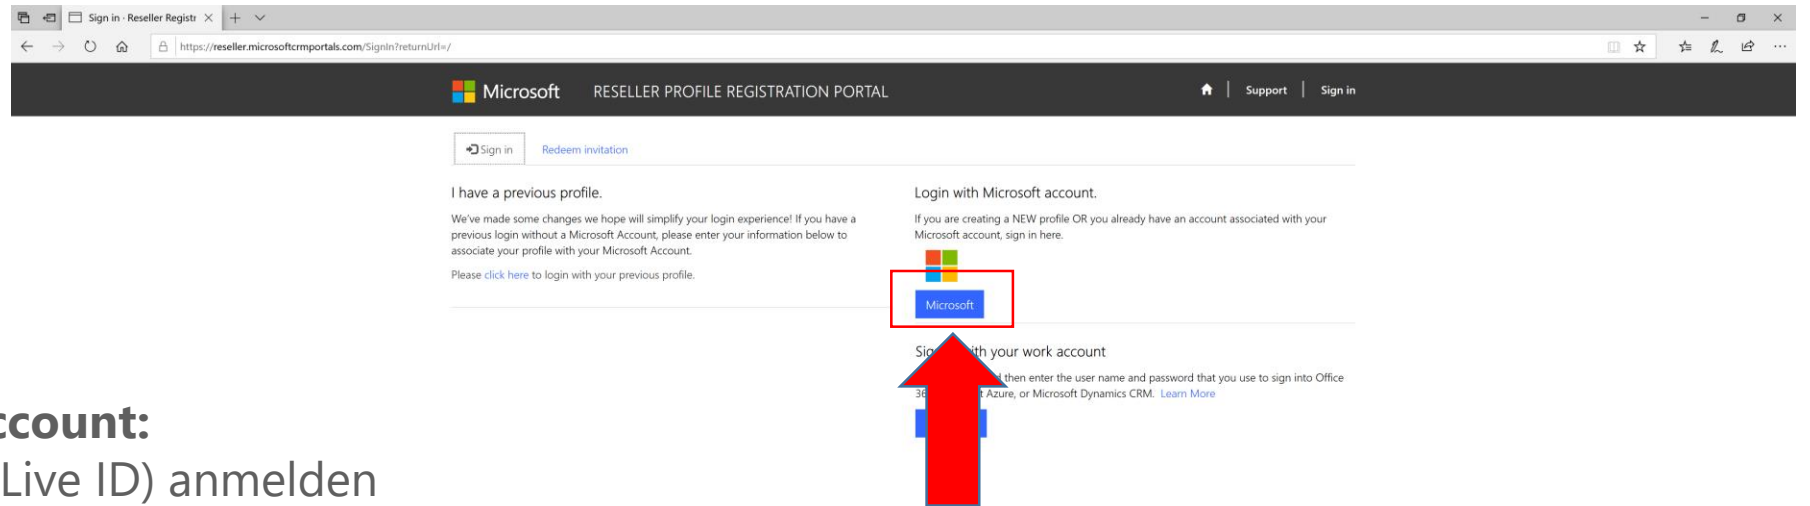 Sign in · Reseller Registr
https://reseller.microsoftcrmportals.com/SignIn?returnUrl=/
Microsoft RESELLER PROFILE REGISTRATION PORTAL
Support | Sign in
Sign in
Redeem invitation
I have a previous profile.
We've made some changes we hope will simplify your login experience! If you have a
previous login without a Microsoft Account, please enter your information below to
associate your profile with your Microsoft Account.
Please click here to login with your previous profile.
Login with Microsoft account.
If you are creating a NEW profile OR you already have an account associated with your
Microsoft account, sign in here.
Microsoft
with your work account
then enter the user name and password that you use to sign into Office
Azure, or Microsoft Dynamics CRM. Learn More
ccount:
Live ID) anmelden